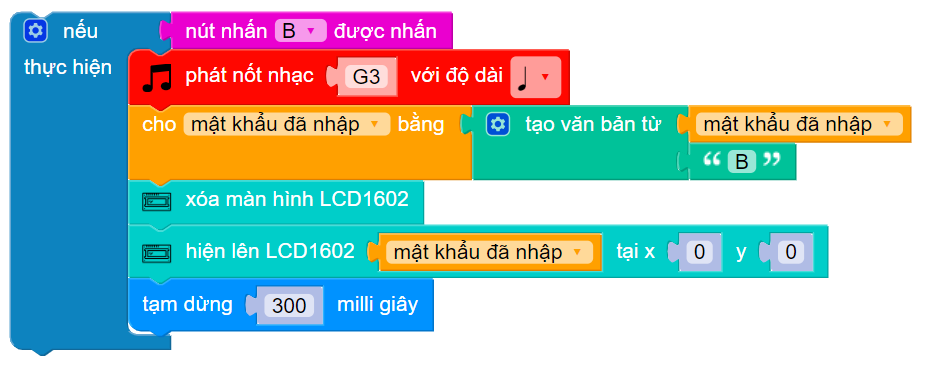 nếu nút nhấn B được nhấn
thực hiện phát nốt nhạc G3 với độ dài ♩
cho mật khẩu đã nhập bằng tạo văn bản từ mật khẩu đã nhập
“ B ”
xóa màn hình LCD1602
hiện lên LCD1602 mật khẩu đã nhập tại x 0 y 0
tạm dừng 300 milli giây